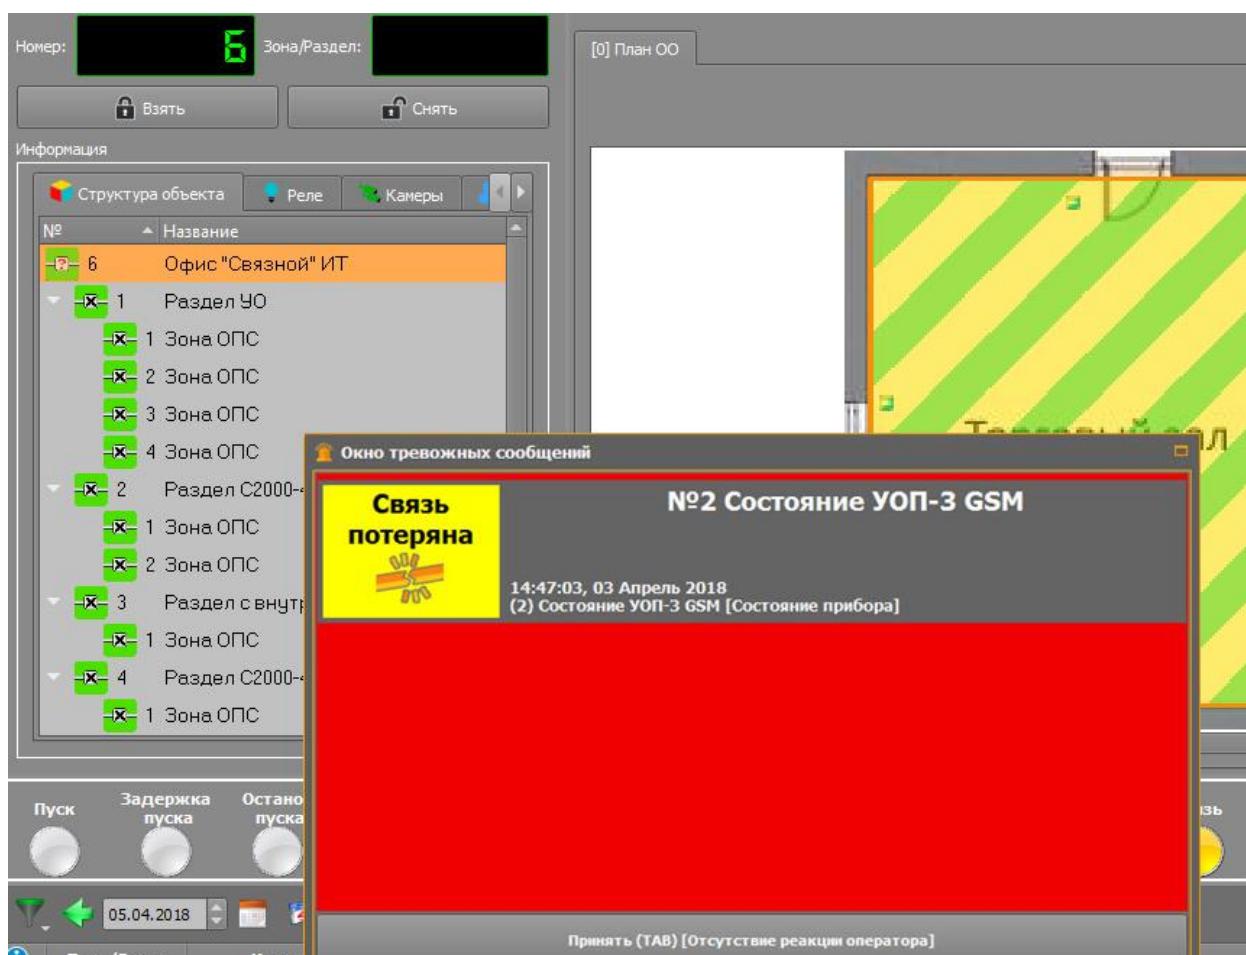 Номер: 6 Зона/Раздел:
[0] План ОО
Взять Снять
Информация
Структура объекта Реле Камеры
№ Название
6 Офис "Связной" ИТ
1 Раздел УО
1 Зона ОПС
2 Зона ОПС
3 Зона ОПС
4 Зона ОПС
2 Раздел С2000-4
1 Зона ОПС
2 Зона ОПС
3 Раздел с внутр
1 Зона ОПС
4 Раздел С2000-4
1 Зона ОПС
Окно тревожных сообщений
Связь
потеряна
№2 Состояние УОП-3 GSM
14:47:03, 03 Апрель 2018
(2) Состояние УОП-3 GSM [Состояние прибора]
Принять (TAB) [Отсутствие реакции оператора]
Пуск
Задержка
пуска
Остано
пуска
05.04.2018